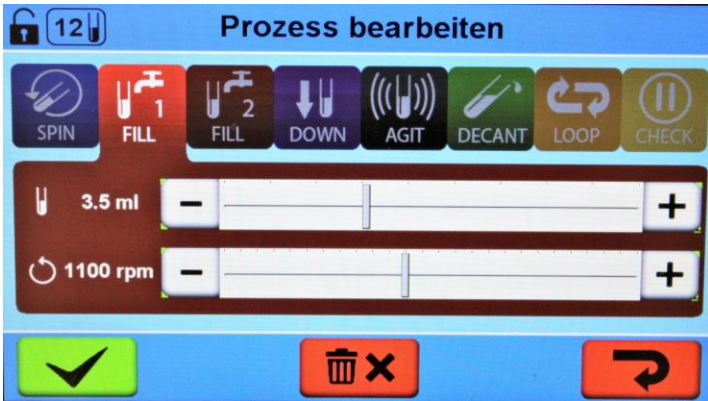 12
Prozess bearbeiten
SPIN
1
FILL
2
FILL
DOWN
AGIT
DECANT
LOOP
CHECK
3.5 ml
− +
1100 rpm
− +